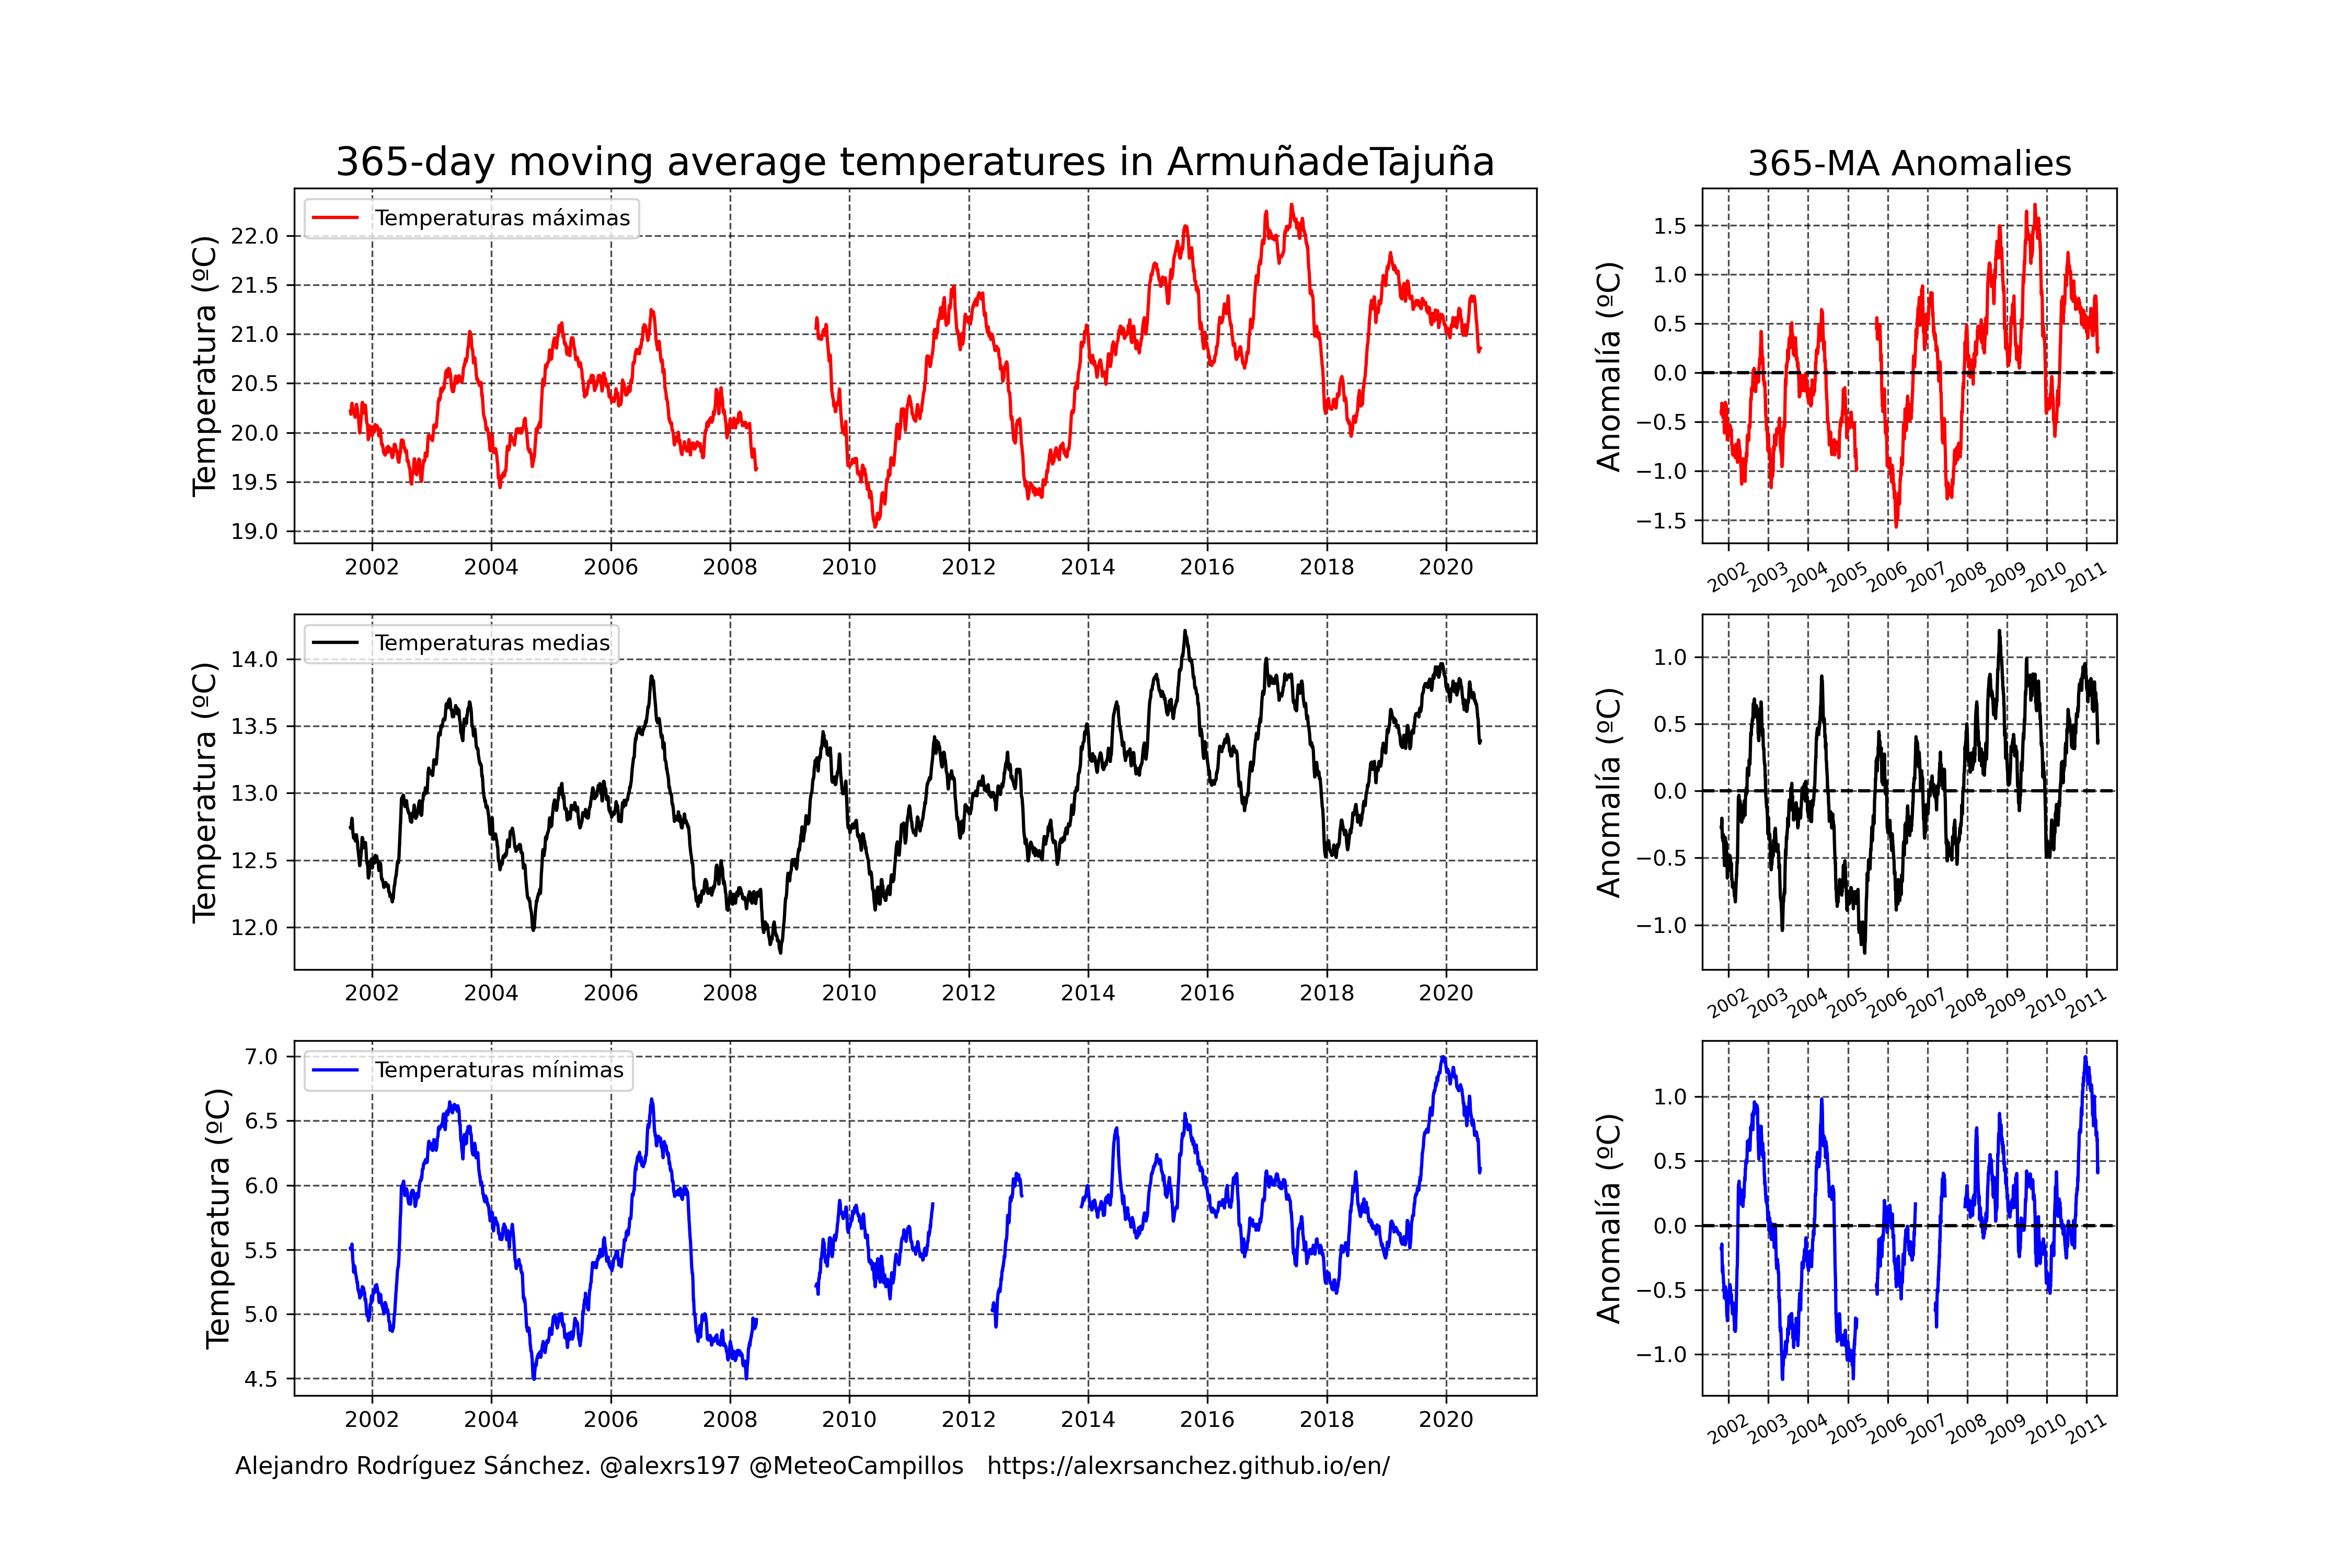 365-day moving average temperatures in ArmuñadeTajuña
365-MA Anomalies
Temperatura (ºC)
22.0
21.5
21.0
20.5
20.0
19.5
19.0
Temperaturas máximas
2002 2004 2006 2008 2010 2012 2014 2016 2018 2020
Anomalía (ºC)
1.5
1.0
0.5
0.0
−0.5
−1.0
−1.5
2002 2003 2004 2005 2006 2007 2008 2009 2010 2011
Temperatura (ºC)
14.0
13.5
13.0
12.5
12.0
Temperaturas medias
2002 2004 2006 2008 2010 2012 2014 2016 2018 2020
Anomalía (ºC)
1.0
0.5
0.0
−0.5
−1.0
2002 2003 2004 2005 2006 2007 2008 2009 2010 2011
Temperatura (ºC)
7.0
6.5
6.0
5.5
5.0
4.5
Temperaturas mínimas
2002 2004 2006 2008 2010 2012 2014 2016 2018 2020
Anomalía (ºC)
1.0
0.5
0.0
−0.5
−1.0
2002 2003 2004 2005 2006 2007 2008 2009 2010 2011
Alejandro Rodríguez Sánchez. @alexrs197 @MeteoCampillos https://alexrsanchez.github.io/en/